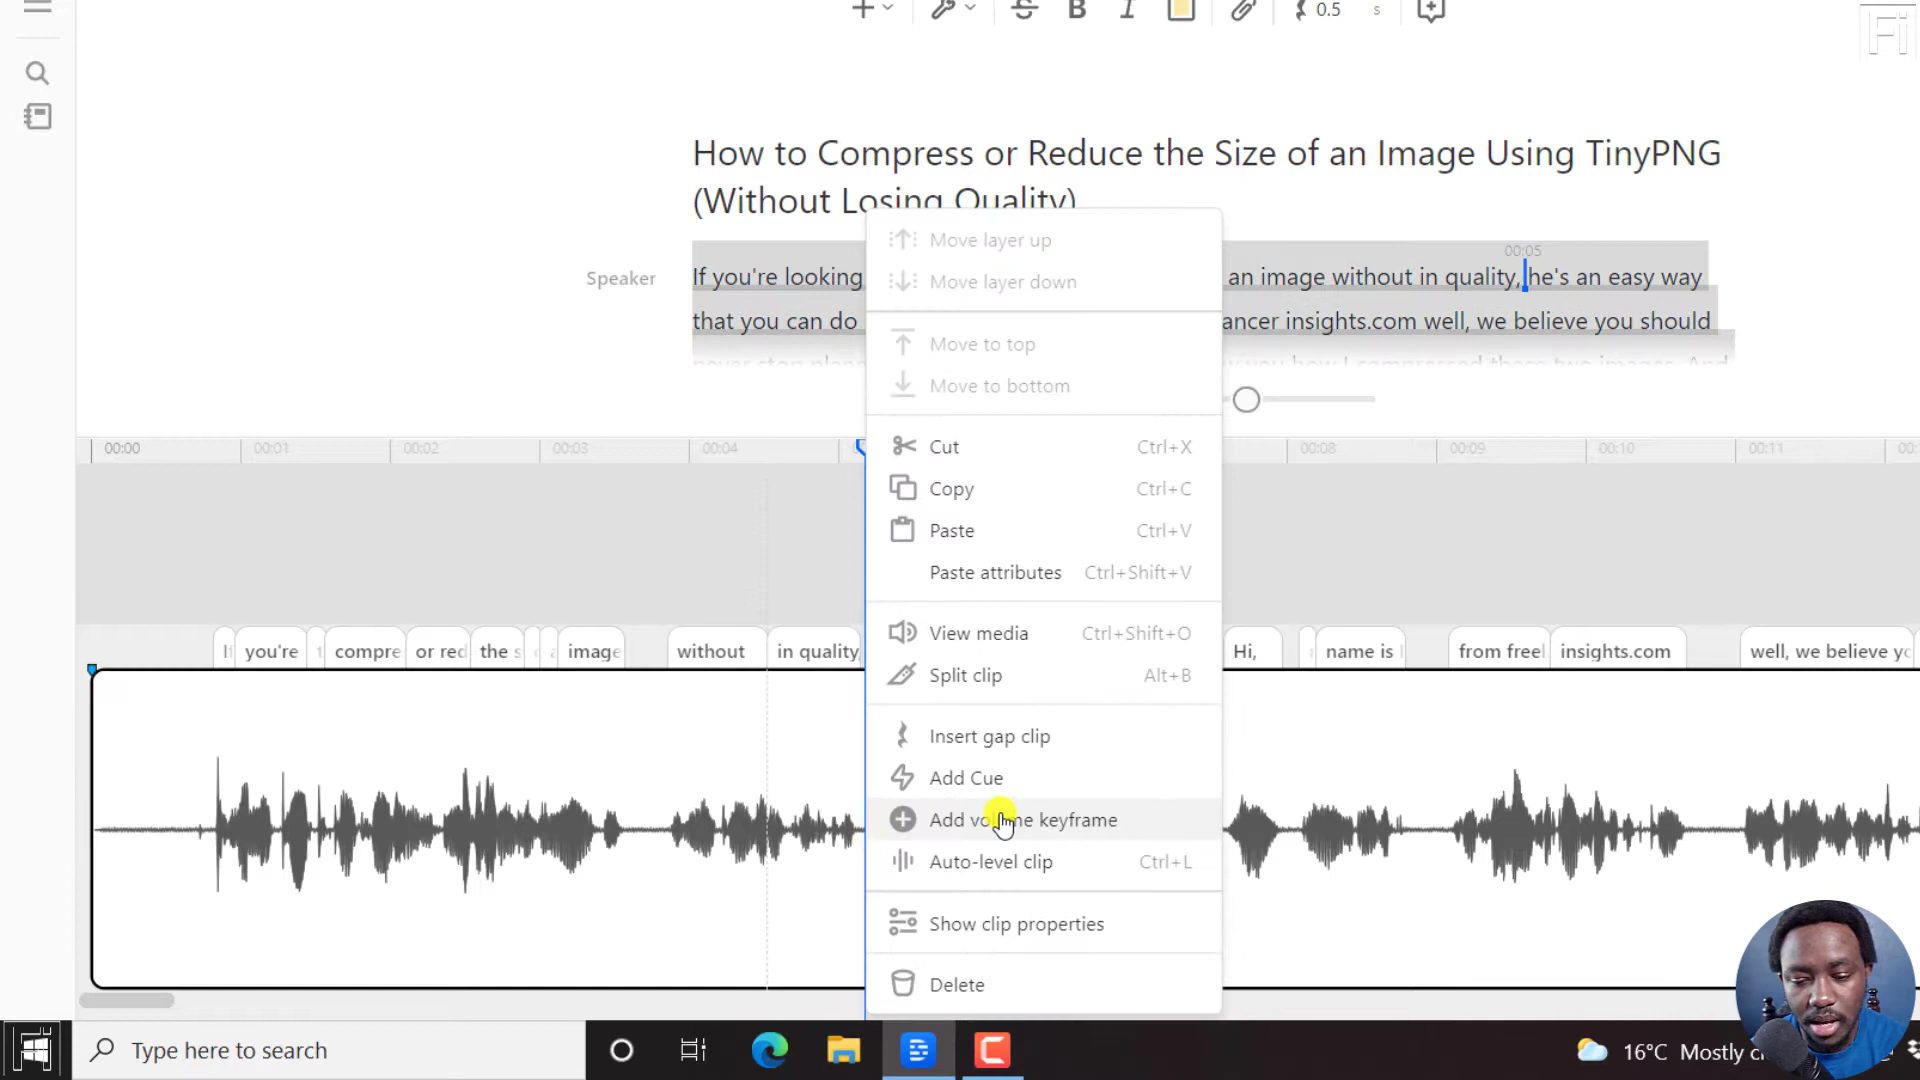 B I 0.5 s
Fi
How to Compress or Reduce the Size of an Image Using TinyPNG
(Without Losing Quality)
00:05
Speaker If you're looking an image without in quality, he's an easy way
that you can do ancer insights.com well, we believe you should
Move layer up
Move layer down
Move to top
Move to bottom
00:00 00:01 00:02 00:03 00:04 00:08 00:09 00:10 00:11
Cut Ctrl+X
Copy Ctrl+C
Paste Ctrl+V
Paste attributes Ctrl+Shift+V
View media Ctrl+Shift+O
you're compre or red the s image without in quality, Hi, name is from freel insights.com well, we believe yo
Split clip Alt+B
Insert gap clip
Add Cue
Add volume keyframe
Auto-level clip Ctrl+L
Show clip properties
Delete
Type here to search 16°C Mostly c